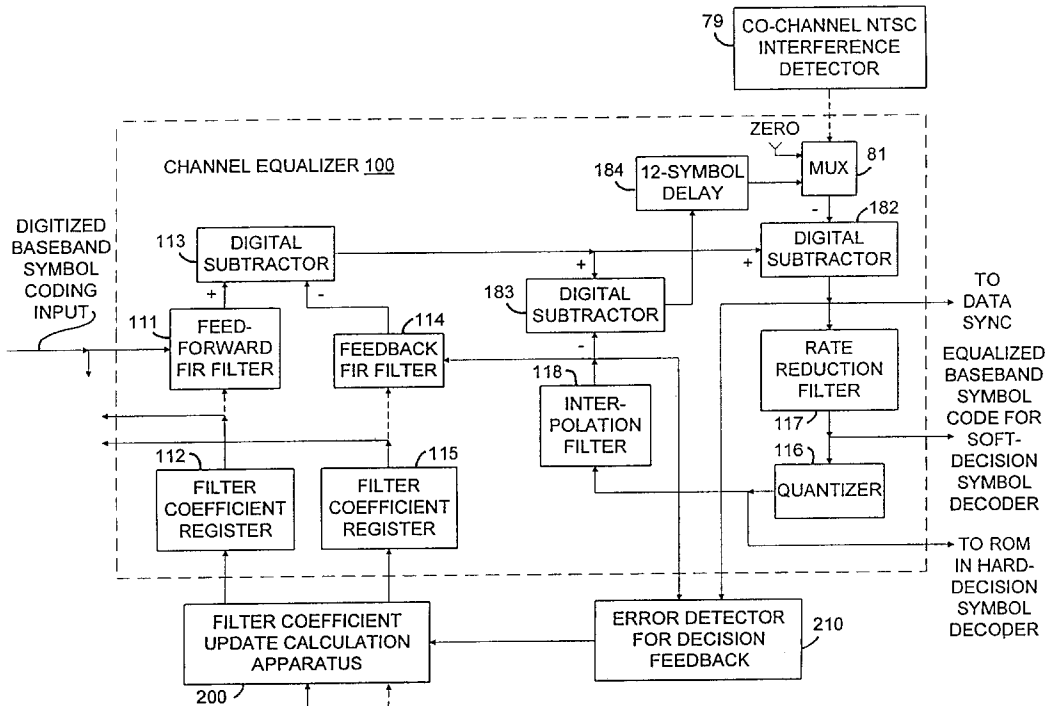 79
CO-CHANNEL NTSC
INTERFERENCE
DETECTOR
ZERO
MUX
81
CHANNEL EQUALIZER 100
184
12-SYMBOL
DELAY
-
182
DIGITIZED
BASEBAND
SYMBOL
CODING
INPUT
113
DIGITAL
SUBTRACTOR
+
-
+
183
DIGITAL
SUBTRACTOR
-
+
DIGITAL
SUBTRACTOR
TO
DATA
SYNC
111
FEED-
FORWARD
FIR FILTER
114
FEEDBACK
FIR FILTER
118
INTER-
POLATION
FILTER
RATE
REDUCTION
FILTER
117
EQUALIZED
BASEBAND
SYMBOL
CODE FOR
SOFT-
DECISION
SYMBOL
DECODER
112
FILTER
COEFFICIENT
REGISTER
115
FILTER
COEFFICIENT
REGISTER
116
QUANTIZER
TO ROM
IN HARD-
DECISION
SYMBOL
DECODER
FILTER COEFFICIENT
UPDATE CALCULATION
APPARATUS
200
ERROR DETECTOR
FOR DECISION
FEEDBACK
210